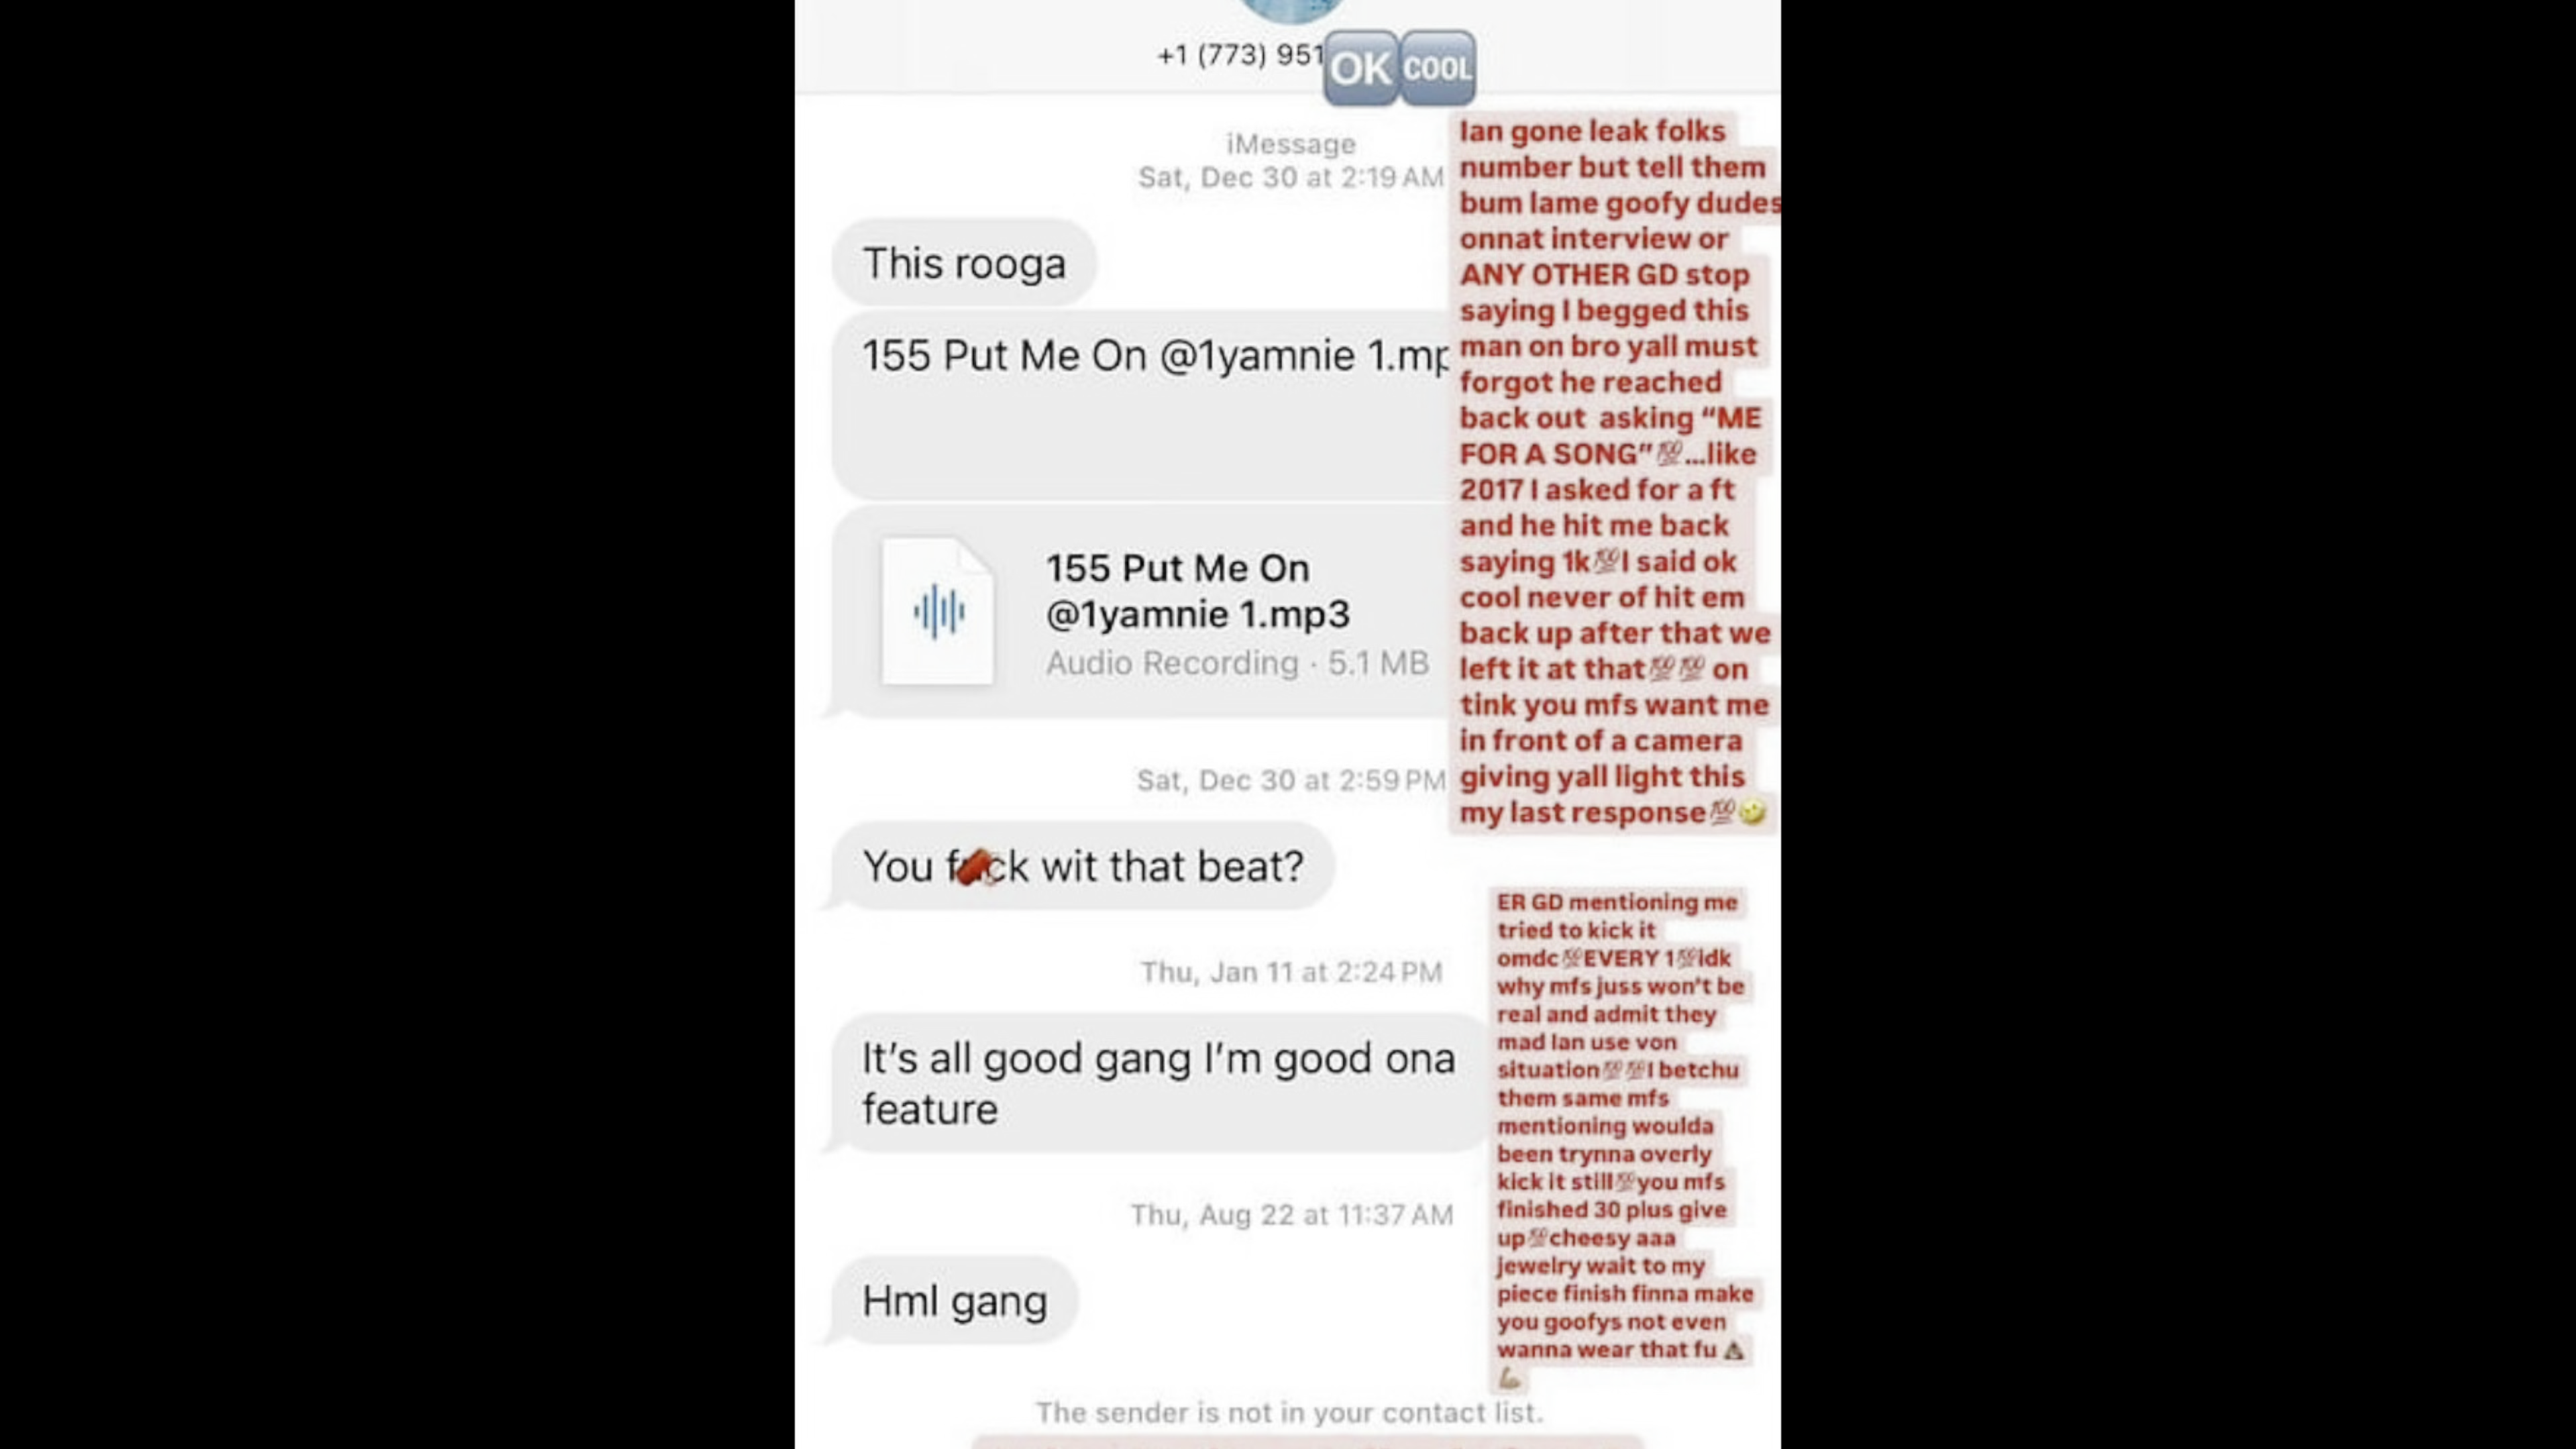 +1 (773) 951
OK COOL
iMessage
Sat, Dec 30 at 2:19 AM
This rooga
155 Put Me On @1yamnie 1.mp
155 Put Me On
@1yamnie 1.mp3
Audio Recording · 5.1 MB
Sat, Dec 30 at 2:59 PM
You f ck wit that beat?
Thu, Jan 11 at 2:24 PM
It's all good gang I'm good ona
feature
Thu, Aug 22 at 11:37 AM
Hml gang
The sender is not in your contact list.
Ian gone leak folks
number but tell them
bum lame goofy dudes
onnat interview or
ANY OTHER GD stop
saying I begged this
man on bro yall must
forgot he reached
back out asking “ME
FOR A SONG”💯...like
2017 I asked for a ft
and he hit me back
saying 1k💯I said ok
cool never of hit em
back up after that we
left it at that💯💯 on
tink you mfs want me
in front of a camera
giving yall light this
my last response💯🤣
ER GD mentioning me
tried to kick it
omdc💯EVERY 1💯idk
why mfs juss won't be
real and admit they
mad Ian use von
situation💯💯I betchu
them same mfs
mentioning woulda
been trynna overly
kick it still💯you mfs
finished 30 plus give
up💯cheesy aaa
jewelry wait to my
piece finish finna make
you goofys not even
wanna wear that fu